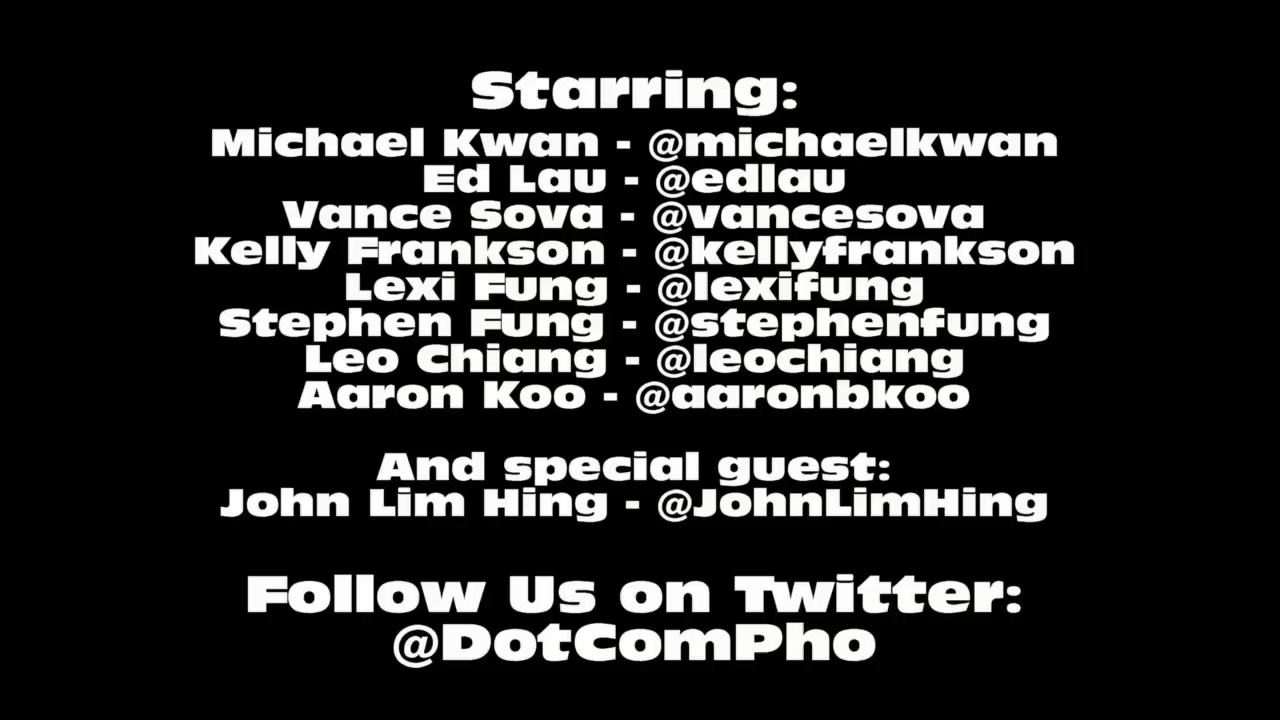 Starring:
Michael Kwan - @michaelkwan
Ed Lau - @edlau
Vance Sova - @vancesova
Kelly Frankson - @kellyfrankson
Lexi Fung - @lexifung
Stephen Fung - @stephenfung
Leo Chiang - @leochiang
Aaron Koo - @aaronbkoo
And special guest:
John Lim Hing - @JohnLimHing
Follow Us on Twitter:
@DotComPho